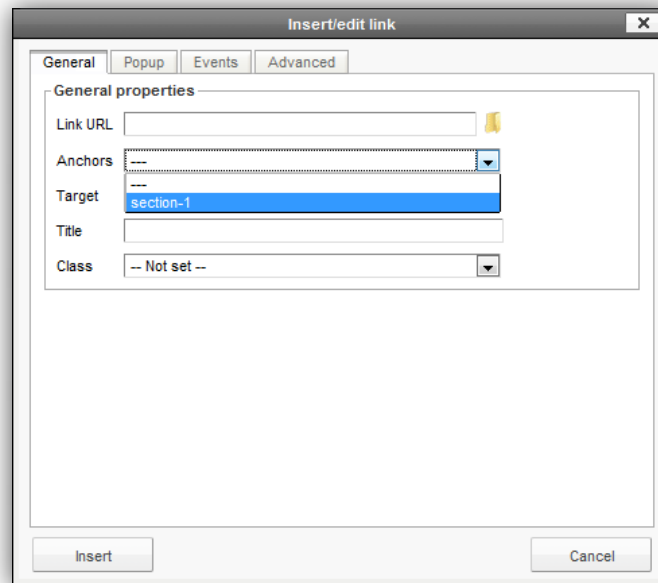 Insert/edit link
General Popup Events Advanced
General properties
Link URL
Anchors ---
---
Target
section-1
Title
Class -- Not set --
Insert Cancel